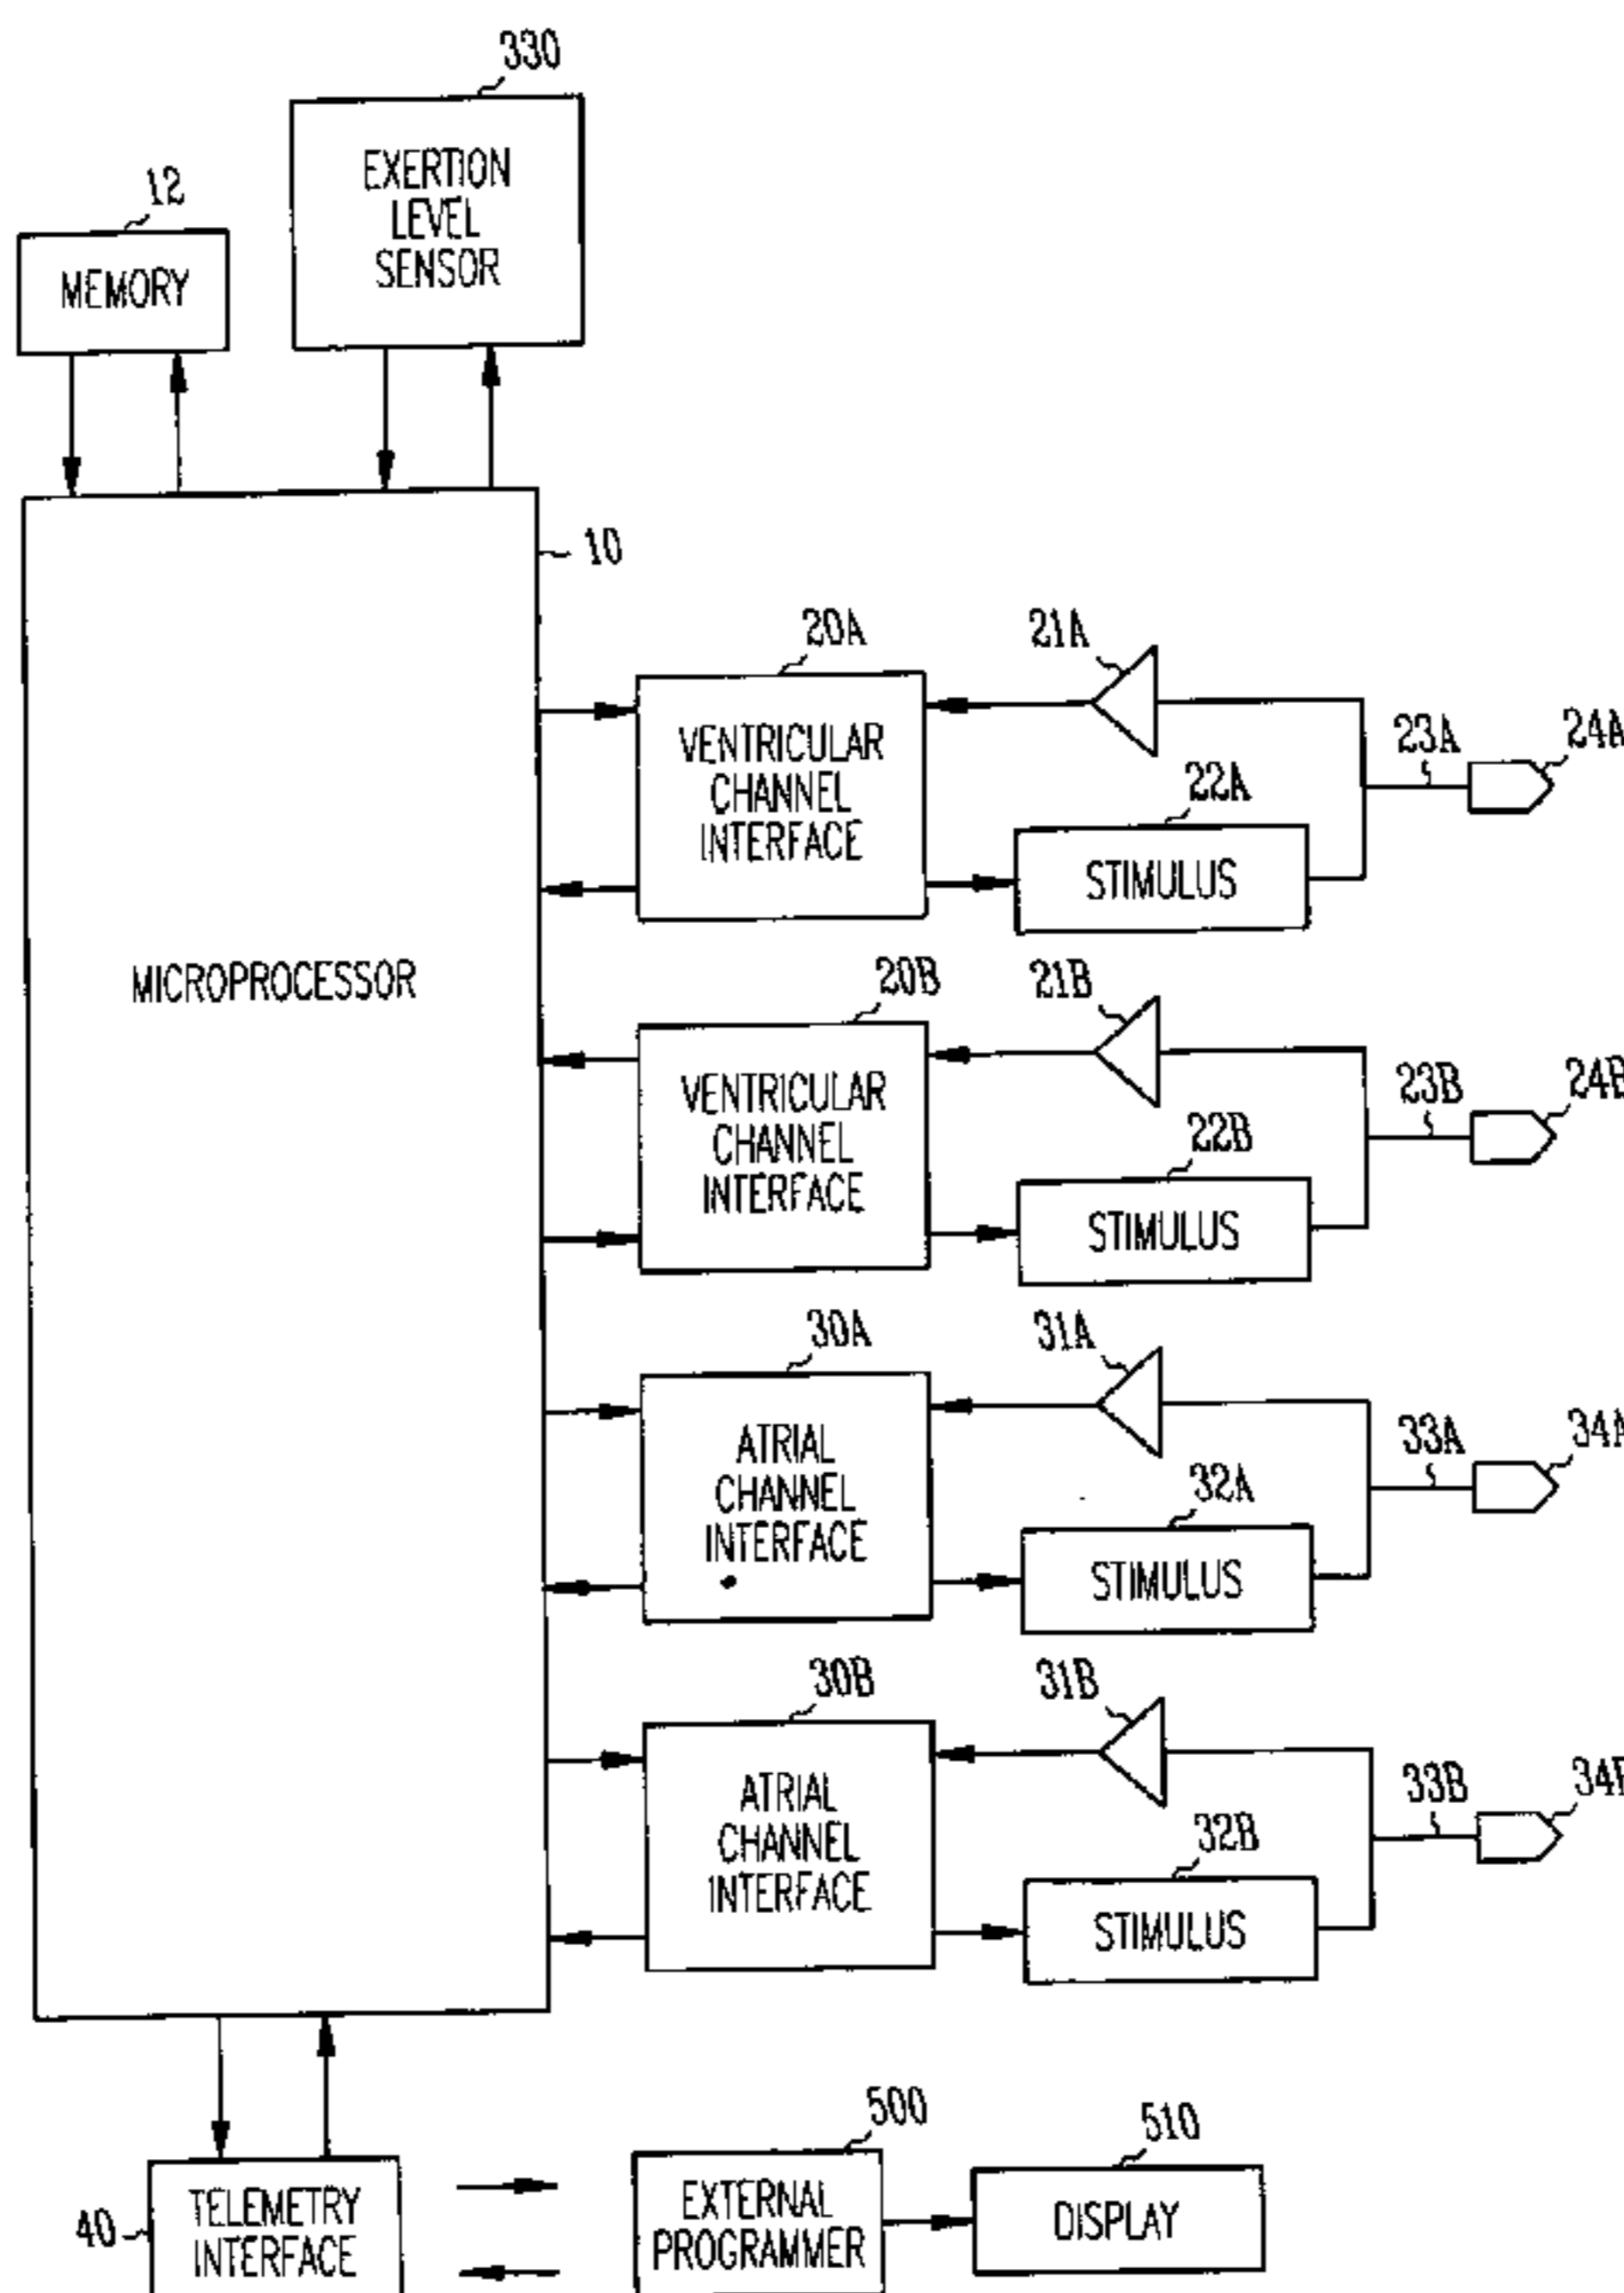 330
EXERTION
LEVEL
SENSOR
12
MEMORY
10
MICROPROCESSOR
20A
VENTRICULAR
CHANNEL
INTERFACE
21A
22A
STIMULUS
23A
24A
20B
VENTRICULAR
CHANNEL
INTERFACE
21B
22B
STIMULUS
23B
24B
30A
ATRIAL
CHANNEL
INTERFACE
31A
32A
STIMULUS
33A
34A
30B
ATRIAL
CHANNEL
INTERFACE
31B
32B
STIMULUS
33B
34B
40
TELEMETRY
INTERFACE
500
EXTERNAL
PROGRAMMER
510
DISPLAY